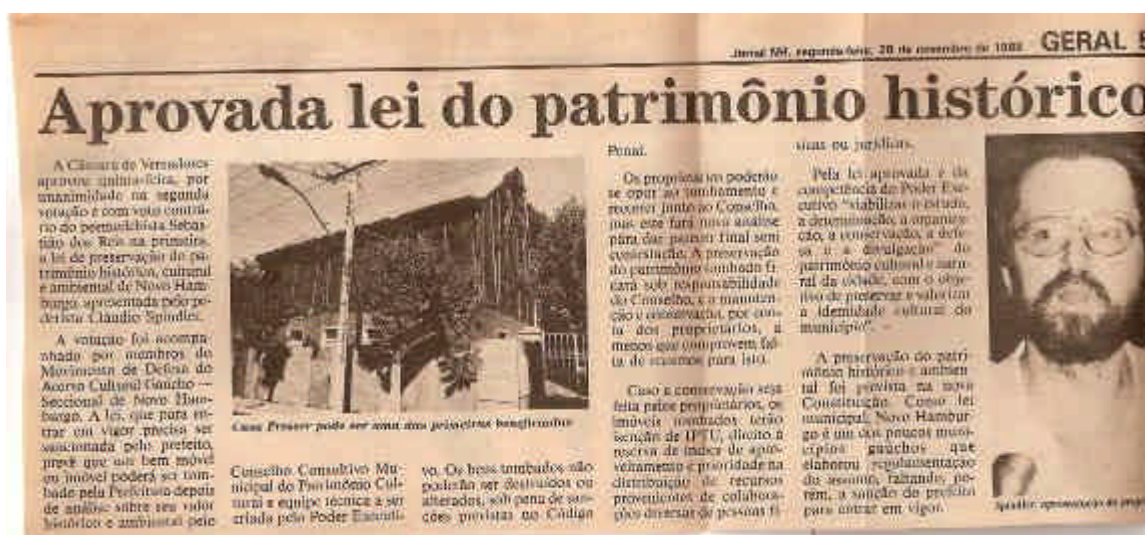 Jornal NH, segunda-feira, 28 de novembro de 1988 GERAL
Aprovada lei do patrimônio histórico
A Câmara de Vereadores
aprovou quinta-feira, por
unanimidade na segunda
votação e com voto contrá-
rio do peemedebista Sebas-
tião dos Reis na primeira,
a lei de preservação do pa-
trimônio histórico, cultural
e ambiental de Novo Ham-
burgo, apresentada pelo pe-
detista Cláudio Spindler.
A votação foi acompa-
nhada por membros do
Movimento de Defesa do
Acervo Cultural Gaúcho —
Seccional de Novo Ham-
burgo. A lei, que para en-
trar em vigor precisa ser
sancionada pelo prefeito,
prevê que um bem móvel
ou imóvel poderá ser tom-
bado pela Prefeitura depois
de análise sobre seu valor
histórico e ambiental pelo
Casa Presser pode ser uma das primeiras beneficiadas
Conselho Consultivo Mu-
nicipal do Patrimônio Cul-
tural e equipe técnica a ser
criada pelo Poder Executi-
vo. Os bens tombados não
poderão ser destruídos ou
alterados, sob pena de san-
ções previstas no Código
Penal.
Os proprietários poderão
se opor ao tombamento e
recorrer junto ao Conselho,
mas este fará nova análise
para dar parecer final sem
contestação. A preservação
do patrimônio tombado fi-
cará sob responsabilidade
do Conselho, e a manuten-
ção e conservação, por con-
ta dos proprietários, a
menos que comprovem fal-
ta de recursos para isto.
Caso a conservação seja
feita pelos proprietários, os
imóveis tombados terão
isenção de IPTU, direito à
reserva de índice de apro-
veitamento e prioridade na
distribuição de recursos
provenientes de colabora-
ções diversas de pessoas fí-
sicas ou jurídicas.
Pela lei aprovada é da
competência do Poder Exe-
cutivo "viabilizar o estudo,
a determinação, a organiza-
ção, a conservação, a defe-
sa e a divulgação" do
patrimônio cultural e natu-
ral da cidade, com o obje-
tivo de preservar e valorizar
a identidade cultural do
município".
A preservação do patri-
mônio histórico e ambien-
tal foi prevista na nova
Constituição. Como lei
municipal, Novo Hambur-
go é um dos poucos muni-
cípios gaúchos que
elaborou regulamentação
do assunto, faltando, po-
rém, a sanção do prefeito
para entrar em vigor.
Spindler: